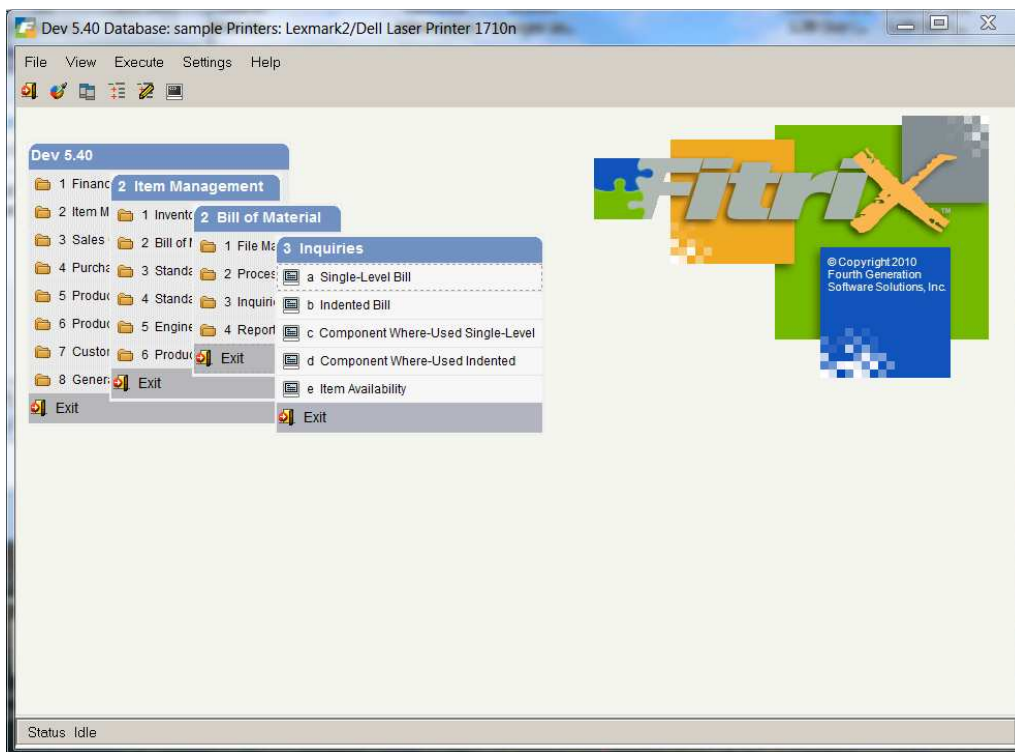 Dev 5.40 Database: sample Printers: Lexmark2/Dell Laser Printer 1710n
File View Execute Settings Help
Dev 5.40
1 Financ
2 Item M
3 Sales
4 Purcha
5 Produc
6 Produc
7 Custor
8 Genera
Exit
2 Item Management
1 Invento
2 Bill of M
3 Standa
4 Standa
5 Engine
6 Produc
Exit
2 Bill of Material
1 File Ma
2 Proces
3 Inquiri
4 Report
Exit
3 Inquiries
a Single-Level Bill
b Indented Bill
c Component Where-Used Single-Level
d Component Where-Used Indented
e Item Availability
Exit
FitriX™
©Copyright 2010
Fourth Generation
Software Solutions, Inc.
Status Idle